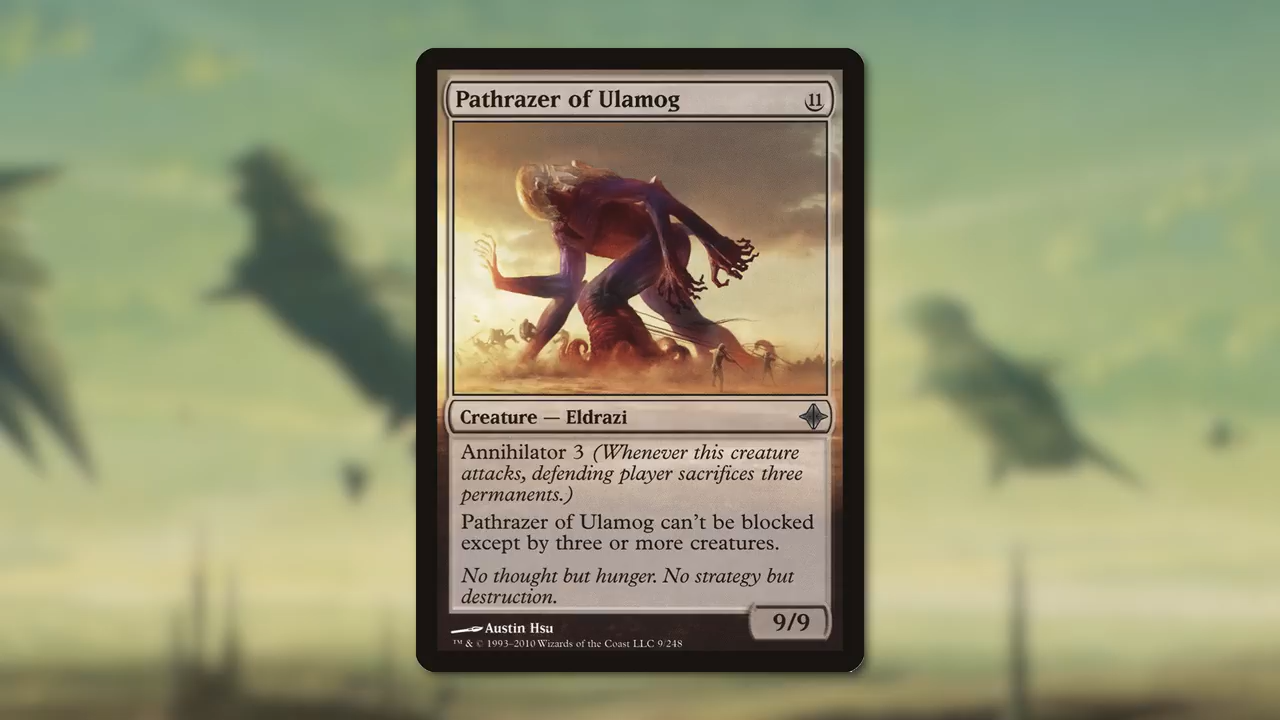 Pathrazer of Ulamog 11
Creature — Eldrazi
Annihilator 3 (Whenever this creature
attacks, defending player sacrifices three
permanents.)
Pathrazer of Ulamog can't be blocked
except by three or more creatures.
No thought but hunger. No strategy but
destruction.
9/9
Austin Hsu
™ & © 1993–2010 Wizards of the Coast LLC 9/248